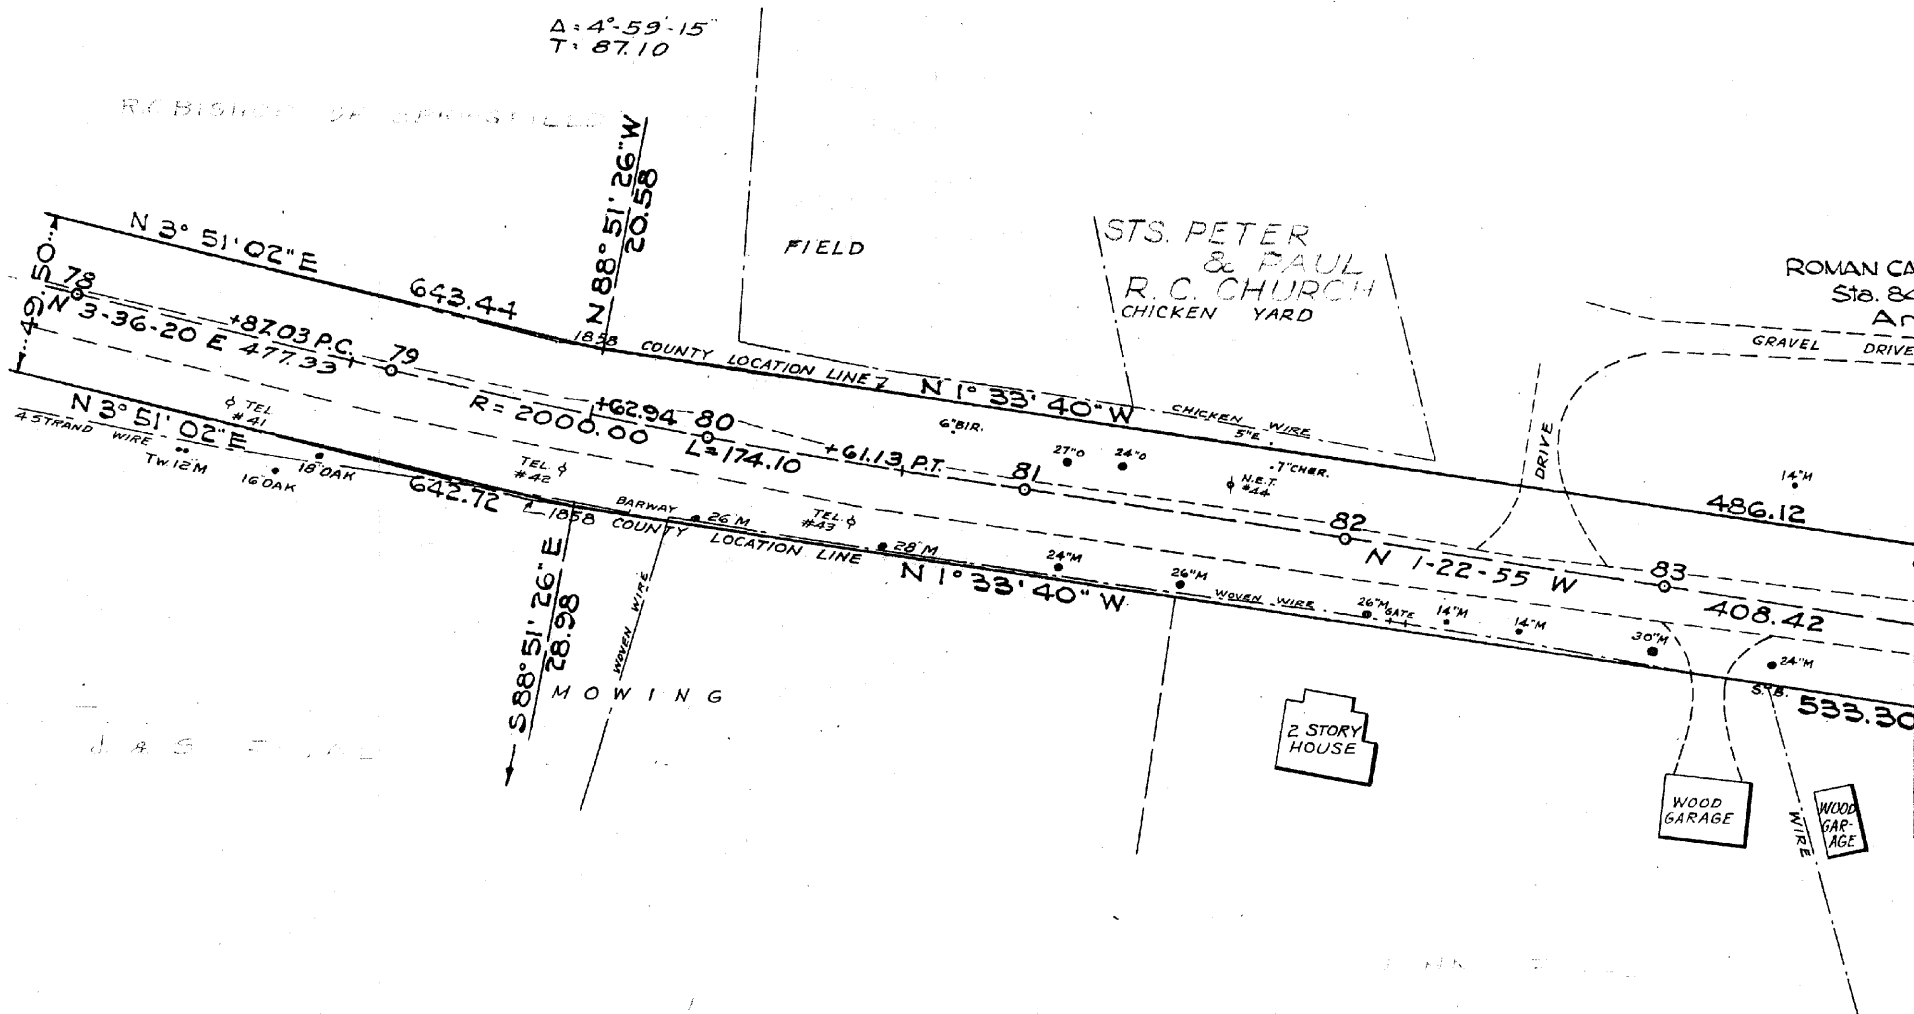 Δ: 4°-59'-15"
T: 87.10
N 88° 51' 26" W
20.58
N 3° 51' 02" E
643.44
49.50
78
N 3-36-20 E 477.33
+87.03 P.C.
79
R = 2000.00
+62.94
80
L=174.10
+61.13 P.T.
81
82
N 1-22-55 W
83
408.42
1858 COUNTY LOCATION LINE
N 1° 33' 40" W
FIELD
STS. PETER
& PAUL
R. C. CHURCH
CHICKEN YARD
CHICKEN WIRE
ROMAN CA
Sta. 84
Ar
GRAVEL DRIVE
DRIVE
6" BIR.
27"O
24"O
5"E
7" CHER.
N.E.T.
#44
14"M
486.12
N 3° 51' 02" E
4 STRAND WIRE
TEL
#41
TW 12"M
16" OAK
18" OAK
642.72
TEL.
#42
1858 COUNTY LOCATION LINE
BARWAY
26"M
TEL.
#43
28"M
N 1° 33' 40" W
24"M
26"M
WOVEN WIRE
26"M
GATE
14"M
14"M
30"M
24"M
S.B.
533.30
S 88° 51' 26" E
28.98
WOVEN WIRE
MOWING
2 STORY
HOUSE
WOOD
GARAGE
WOOD
GAR-
AGE
WIRE